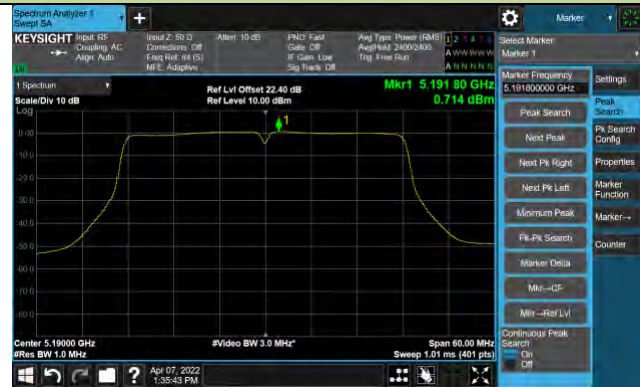 Spectrum Analyzer 1
Swept SA
KEYSIGHT
Input: RF
Coupling: AC
Align: Auto
Input Z: 50 Ω
Corrections: Off
Freq Ref: Int (S)
NFE: Adaptive
Atten: 10 dB
PNO: Fast
Gate: Off
IF Gain: Low
Sig Track: Off
Avg Type: Power (RMS)
Avg|Hold: 2400/2400
Trig: Free Run
1 2 3 4 5 6
A W W W W W
A N N N N N
1 Spectrum
Scale/Div 10 dB
Log
Ref Lvl Offset 22.40 dB
Ref Level 10.00 dBm
Mkr1 5.191 80 GHz
0.714 dBm
1
0.00
-10.0
-20.0
-30.0
-40.0
-50.0
-60.0
-70.0
-80.0
Center 5.19000 GHz
#Res BW 1.0 MHz
#Video BW 3.0 MHz*
Span 60.00 MHz
Sweep 1.01 ms (401 pts)
?
Apr 07, 2022
1:35:43 PM
Marker
Select Marker
Marker 1
Marker Frequency
5.191800000 GHz
Peak Search
Next Peak
Next Pk Right
Next Pk Left
Minimum Peak
Pk-Pk Search
Marker Delta
Mkr→CF
Mkr→Ref Lvl
Continuous Peak
Search
On
Off
Settings
Peak
Search
Pk Search
Config
Properties
Marker
Function
Marker→
Counter